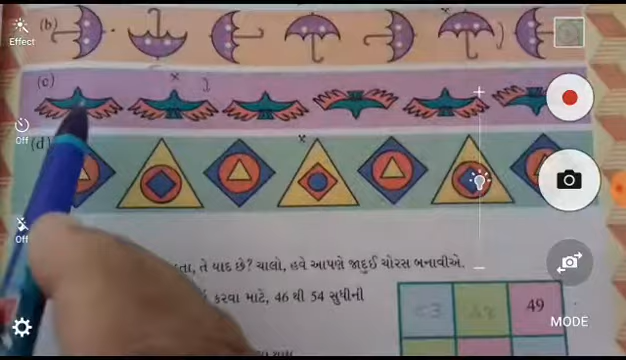 Effect
(b)
(c)
Off
(d)
તે યાદ છે? ચાલો, હવે આપણે જાદુઈ ચોરસ બનાવીએ.
Off
કરવા માટે, 46 થી 54 સુધીની
49
MODE